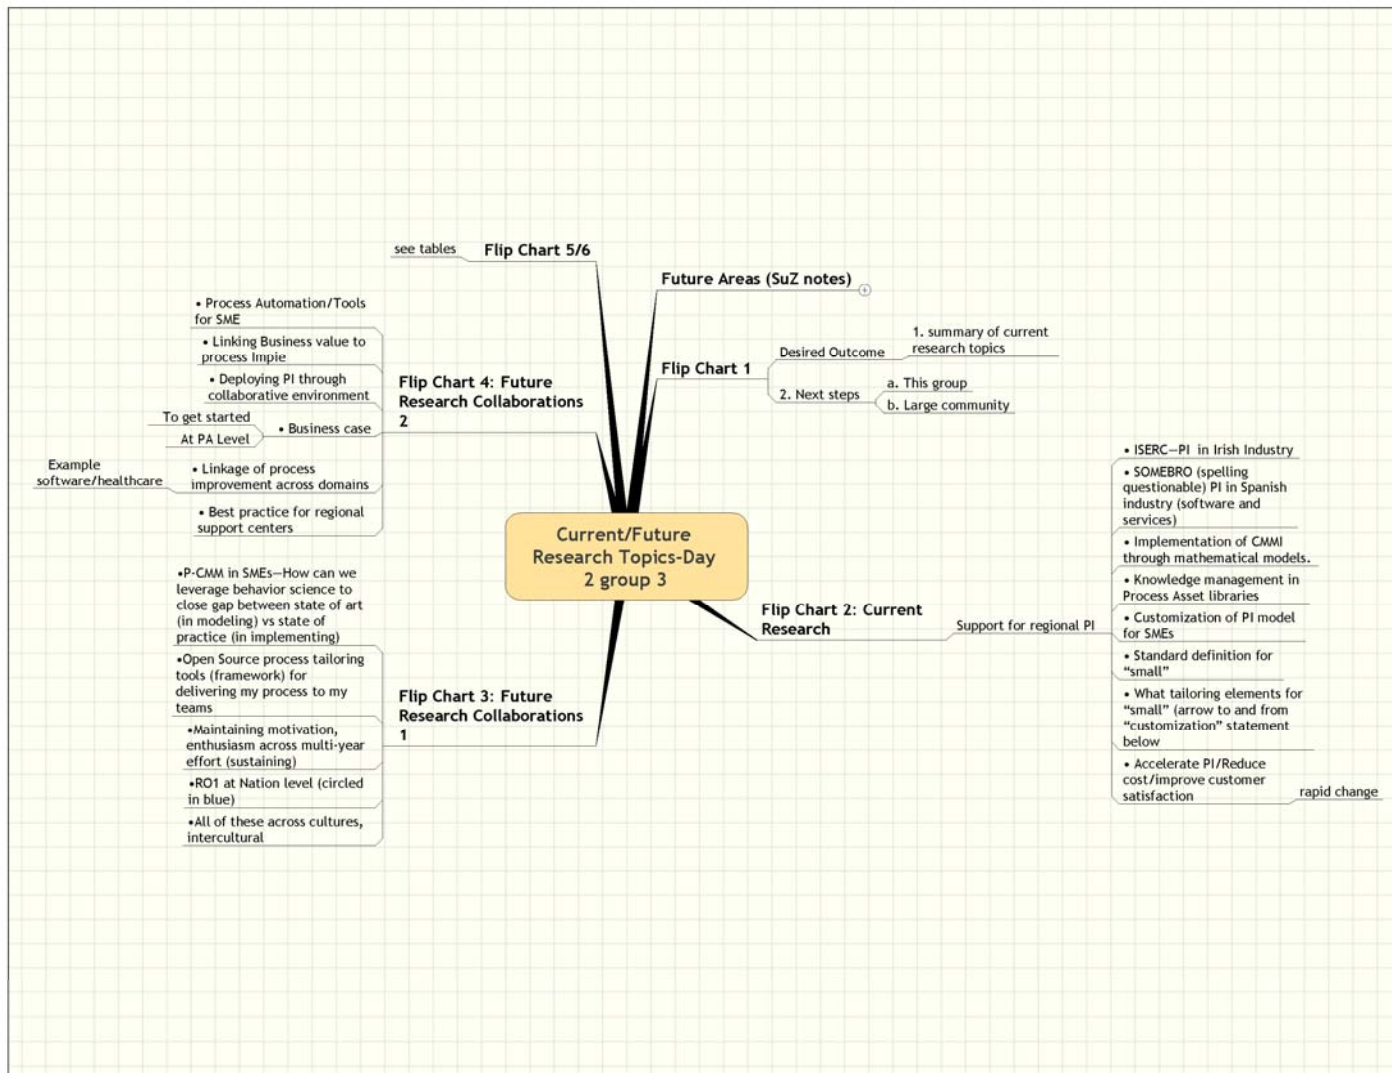 Current/Future
Research Topics-Day
2 group 3
Future Areas (SuZ notes)
Flip Chart 1
Desired Outcome
1. summary of current
research topics
2. Next steps
a. This group
b. Large community
Flip Chart 2: Current
Research
Support for regional PI
• ISERC—PI in Irish Industry
• SOMEBRO (spelling
questionable) PI in Spanish
industry (software and
services)
• Implementation of CMMI
through mathematical models.
• Knowledge management in
Process Asset libraries
• Customization of PI model
for SMEs
• Standard definition for
“small”
• What tailoring elements for
“small” (arrow to and from
“customization” statement
below
• Accelerate PI/Reduce
cost/improve customer
satisfaction
rapid change
Flip Chart 3: Future
Research Collaborations
1
•P-CMM in SMEs—How can we
leverage behavior science to
close gap between state of art
(in modeling) vs state of
practice (in implementing)
•Open Source process tailoring
tools (framework) for
delivering my process to my
teams
•Maintaining motivation,
enthusiasm across multi-year
effort (sustaining)
•RO1 at Nation level (circled
in blue)
•All of these across cultures,
intercultural
Flip Chart 4: Future
Research Collaborations
2
• Process Automation/Tools
for SME
• Linking Business value to
process Impie
• Deploying PI through
collaborative environment
• Business case
To get started
At PA Level
• Linkage of process
improvement across domains
Example
software/healthcare
• Best practice for regional
support centers
Flip Chart 5/6
see tables